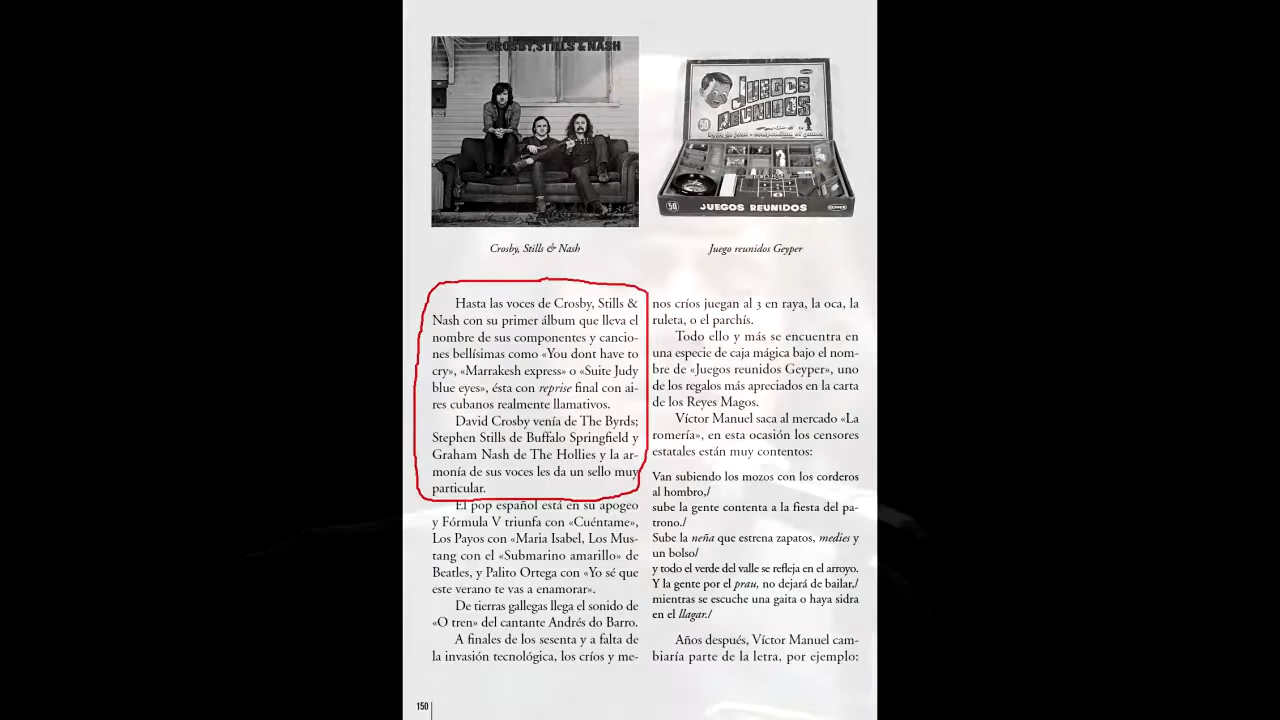 CROSBY, STILLS & NASH
JUEGOS
REUNIDOS
50
JUEGOS REUNIDOS
GEYPER
Crosby, Stills & Nash
Juego reunidos Geyper
Hasta las voces de Crosby, Stills &
Nash con su primer álbum que lleva el
nombre de sus componentes y cancio-
nes bellísimas como «You dont have to
cry», «Marrakesh express» o «Suite Judy
blue eyes», ésta con reprise final con ai-
res cubanos realmente llamativos.
David Crosby venía de The Byrds;
Stephen Stills de Buffalo Springfield y
Graham Nash de The Hollies y la ar-
monía de sus voces les da un sello muy
particular.
El pop español está en su apogeo
y Fórmula V triunfa con «Cuéntame»,
Los Payos con «Maria Isabel, Los Mus-
tang con el «Submarino amarillo» de
Beatles, y Palito Ortega con «Yo sé que
este verano te vas a enamorar».
De tierras gallegas llega el sonido de
«O tren» del cantante Andrés do Barro.
A finales de los sesenta y a falta de
la invasión tecnológica, los críos y me-
nos críos juegan al 3 en raya, la oca, la
ruleta, o el parchís.
Todo ello y más se encuentra en
una especie de caja mágica bajo el nom-
bre de «Juegos reunidos Geyper», uno
de los regalos más apreciados en la carta
de los Reyes Magos.
Víctor Manuel saca al mercado «La
romería», en esta ocasión los censores
estatales están muy contentos:
Van subiendo los mozos con los corderos
al hombro,/
sube la gente contenta a la fiesta del pa-
trono./
Sube la neña que estrena zapatos, medies y
un bolso/
y todo el verde del valle se refleja en el arroyo.
Y la gente por el prau, no dejará de bailar,/
mientras se escuche una gaita o haya sidra
en el llagar./
Años después, Víctor Manuel cam-
biaría parte de la letra, por ejemplo:
150